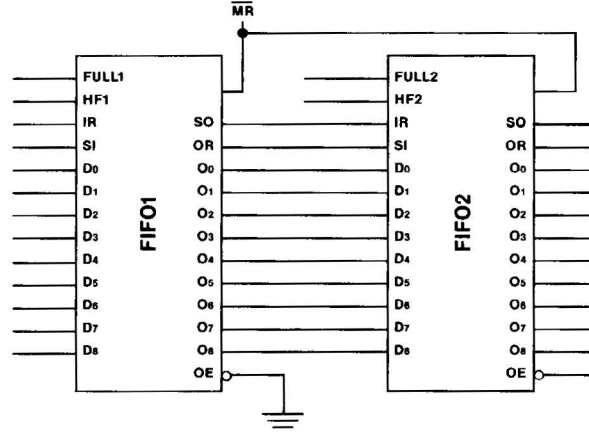 MR
FULL1
HF1
IR SO
SI OR
D0 O0
D1 O1
D2 O2
D3 O3
D4 O4
D5 O5
D6 O6
D7 O7
D8 O8
OE
FIFO1
FULL2
HF2
IR SO
SI OR
D0 O0
D1 O1
D2 O2
D3 O3
D4 O4
D5 O5
D6 O6
D7 O7
D8 O8
OE
FIFO2